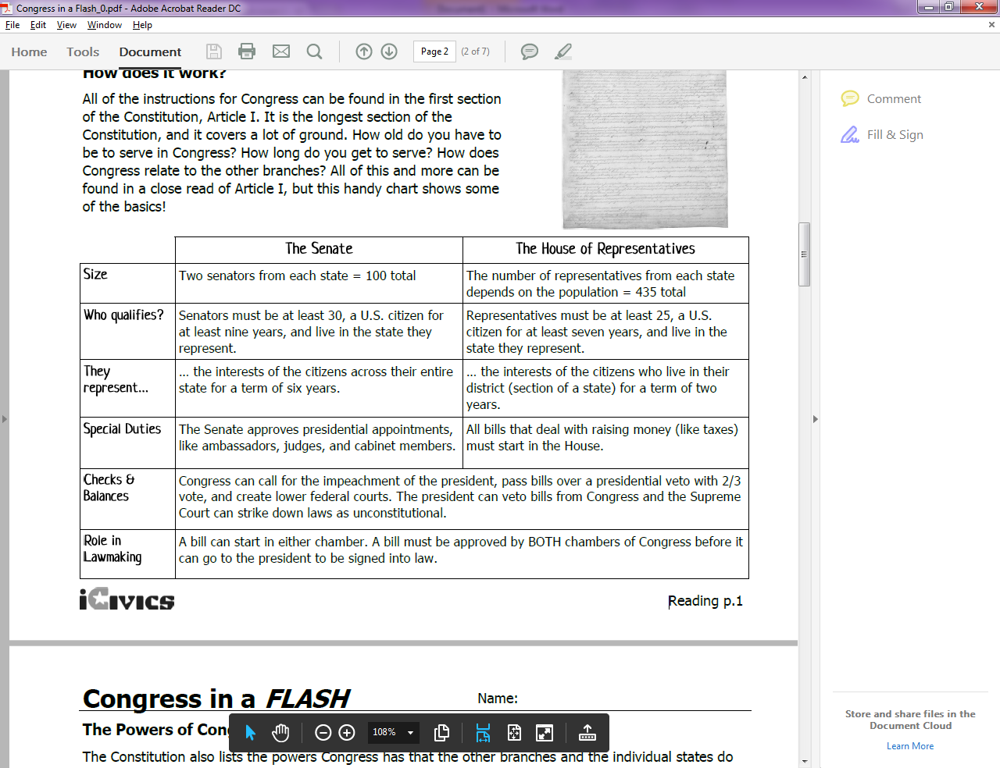 Congress in a Flash_0.pdf - Adobe Acrobat Reader DC
File Edit View Window Help
Home Tools Document Page 2 (2 of 7)
How does it work?
All of the instructions for Congress can be found in the first section
of the Constitution, Article I. It is the longest section of the
Constitution, and it covers a lot of ground. How old do you have to
be to serve in Congress? How long do you get to serve? How does
Congress relate to the other branches? All of this and more can be
found in a close read of Article I, but this handy chart shows some
of the basics!
The Senate
The House of Representatives
Size
Two senators from each state = 100 total
The number of representatives from each state
depends on the population = 435 total
Who qualifies?
Senators must be at least 30, a U.S. citizen for
at least nine years, and live in the state they
represent.
Representatives must be at least 25, a U.S.
citizen for at least seven years, and live in the
state they represent.
They
represent...
... the interests of the citizens across their entire
state for a term of six years.
... the interests of the citizens who live in their
district (section of a state) for a term of two
years.
Special Duties
The Senate approves presidential appointments,
like ambassadors, judges, and cabinet members.
All bills that deal with raising money (like taxes)
must start in the House.
Checks &
Balances
Congress can call for the impeachment of the president, pass bills over a presidential veto with 2/3
vote, and create lower federal courts. The president can veto bills from Congress and the Supreme
Court can strike down laws as unconstitutional.
Role in
Lawmaking
A bill can start in either chamber. A bill must be approved by BOTH chambers of Congress before it
can go to the president to be signed into law.
iCivics
Reading p.1
Congress in a FLASH
Name:
The Powers of Con
108%
The Constitution also lists the powers Congress has that the other branches and the individual states do
Comment
Fill & Sign
Store and share files in the
Document Cloud
Learn More